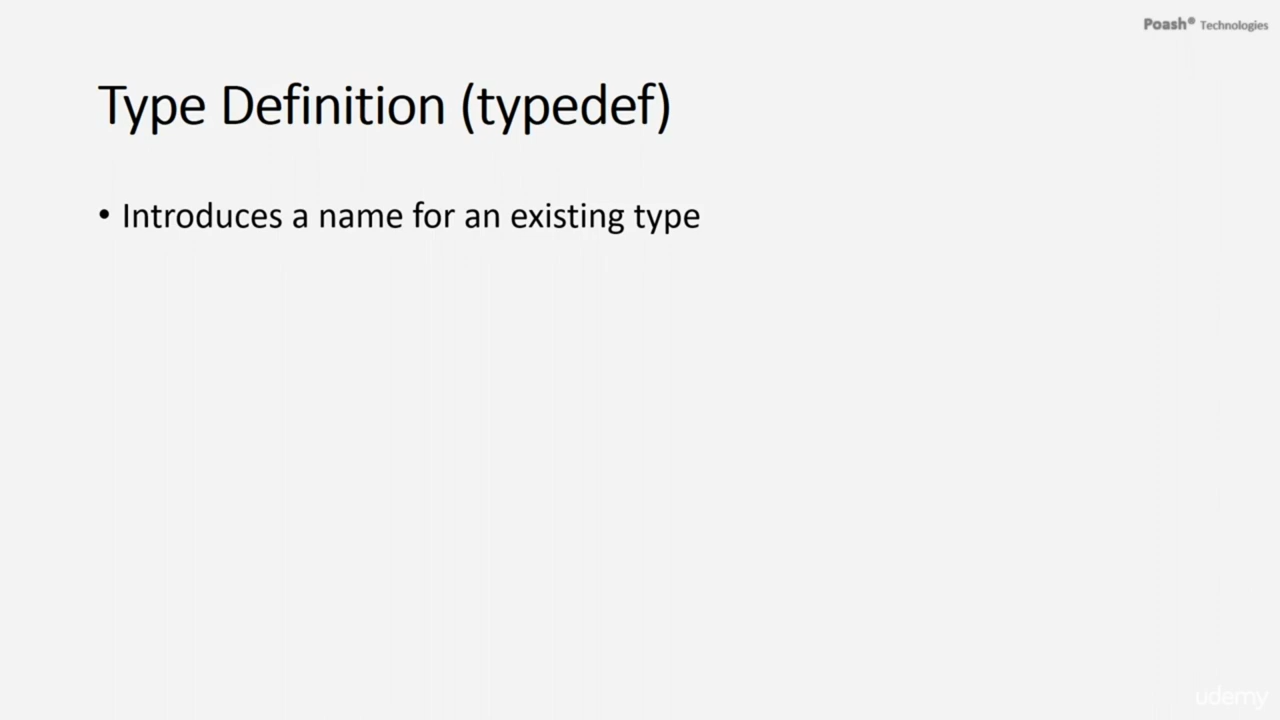 Poash® Technologies
Type Definition (typedef)
• Introduces a name for an existing type
udemy